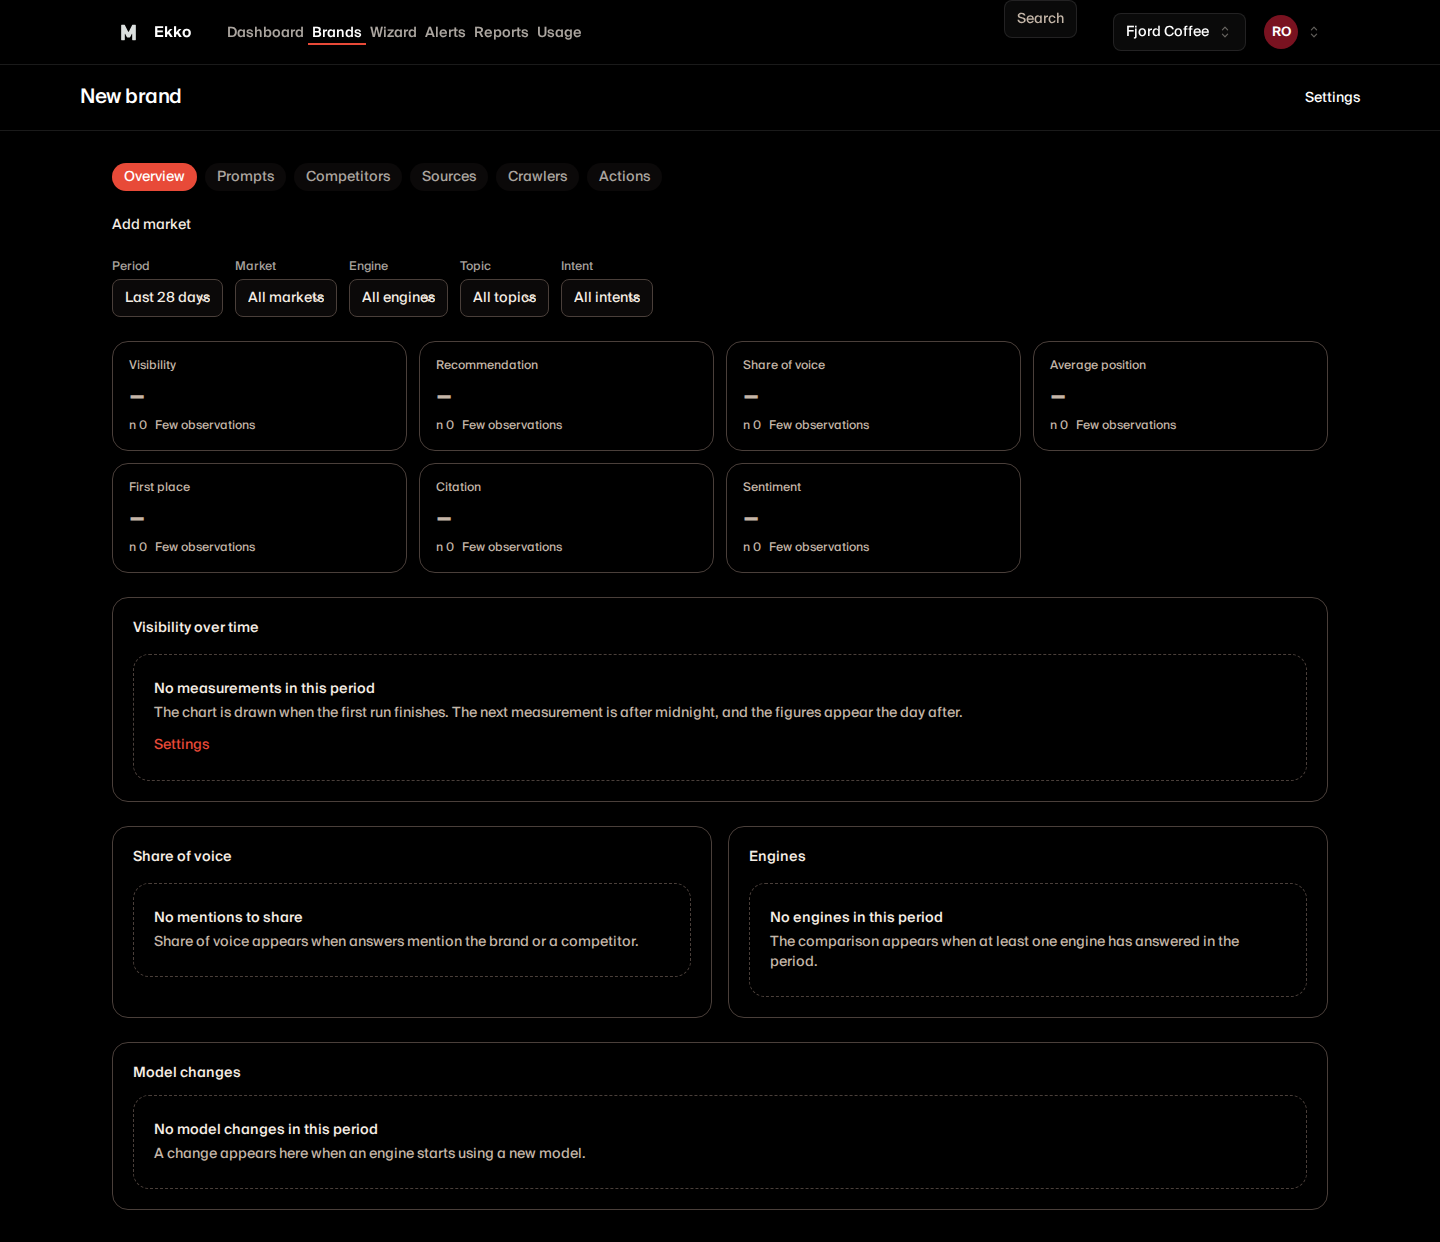 M Ekko Dashboard Brands Wizard Alerts Reports Usage Search Fjord Coffee RO
New brand Settings
Overview Prompts Competitors Sources Crawlers Actions
Add market
Period Market Engine Topic Intent
Last 28 days All markets All engines All topics All intents
Visibility Recommendation Share of voice Average position
– – – –
n 0 Few observations n 0 Few observations n 0 Few observations n 0 Few observations
First place Citation Sentiment
– – –
n 0 Few observations n 0 Few observations n 0 Few observations
Visibility over time
No measurements in this period
The chart is drawn when the first run finishes. The next measurement is after midnight, and the figures appear the day after.
Settings
Share of voice
No mentions to share
Share of voice appears when answers mention the brand or a competitor.
Engines
No engines in this period
The comparison appears when at least one engine has answered in the
period.
Model changes
No model changes in this period
A change appears here when an engine starts using a new model.